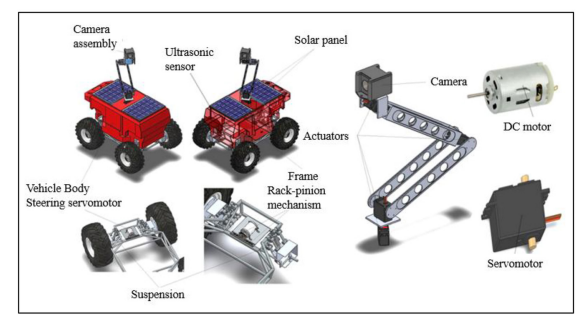 Camera
assembly
Ultrasonic
sensor
Solar panel
Camera
DC motor
Actuators
Vehicle Body
Steering servomotor
Frame
Rack-pinion
mechanism
Suspension
Servomotor